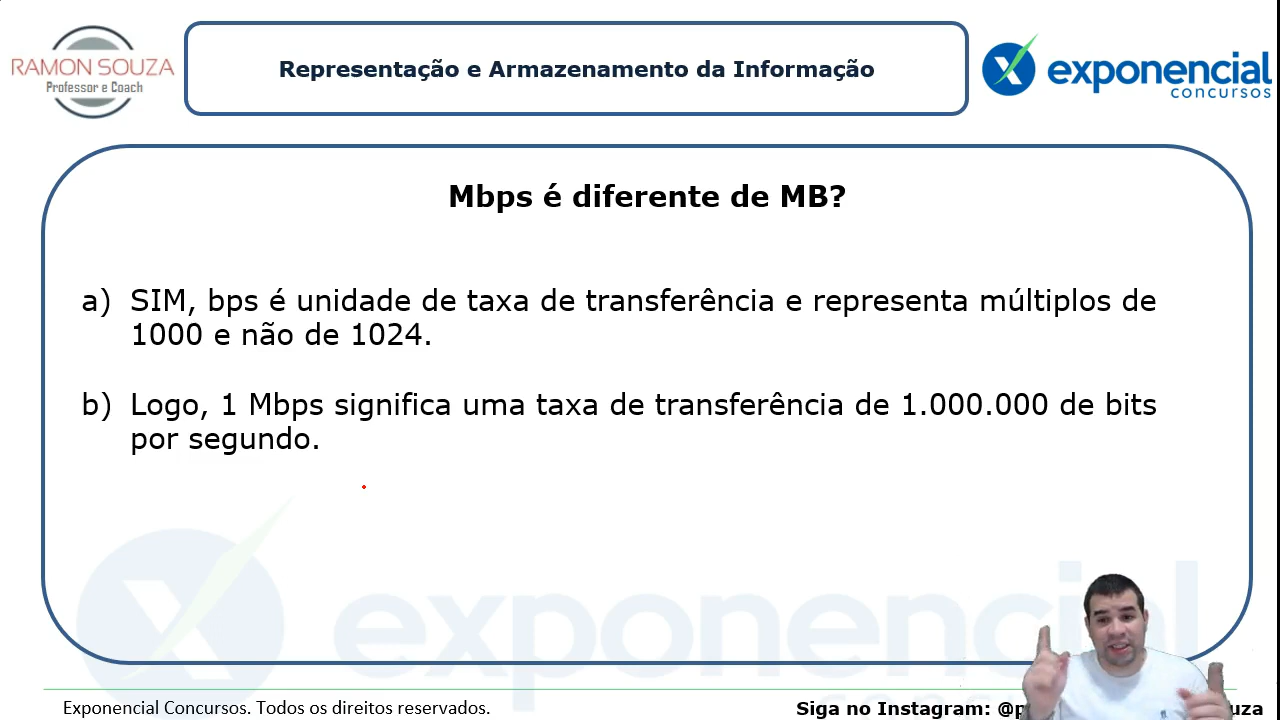 RAMON SOUZA
Professor e Coach
Representação e Armazenamento da Informação
exponencial
concursos
Mbps é diferente de MB?
a) SIM, bps é unidade de taxa de transferência e representa múltiplos de
1000 e não de 1024.
b) Logo, 1 Mbps significa uma taxa de transferência de 1.000.000 de bits
por segundo.
exponencial
Exponencial Concursos. Todos os direitos reservados.
Siga no Instagram: